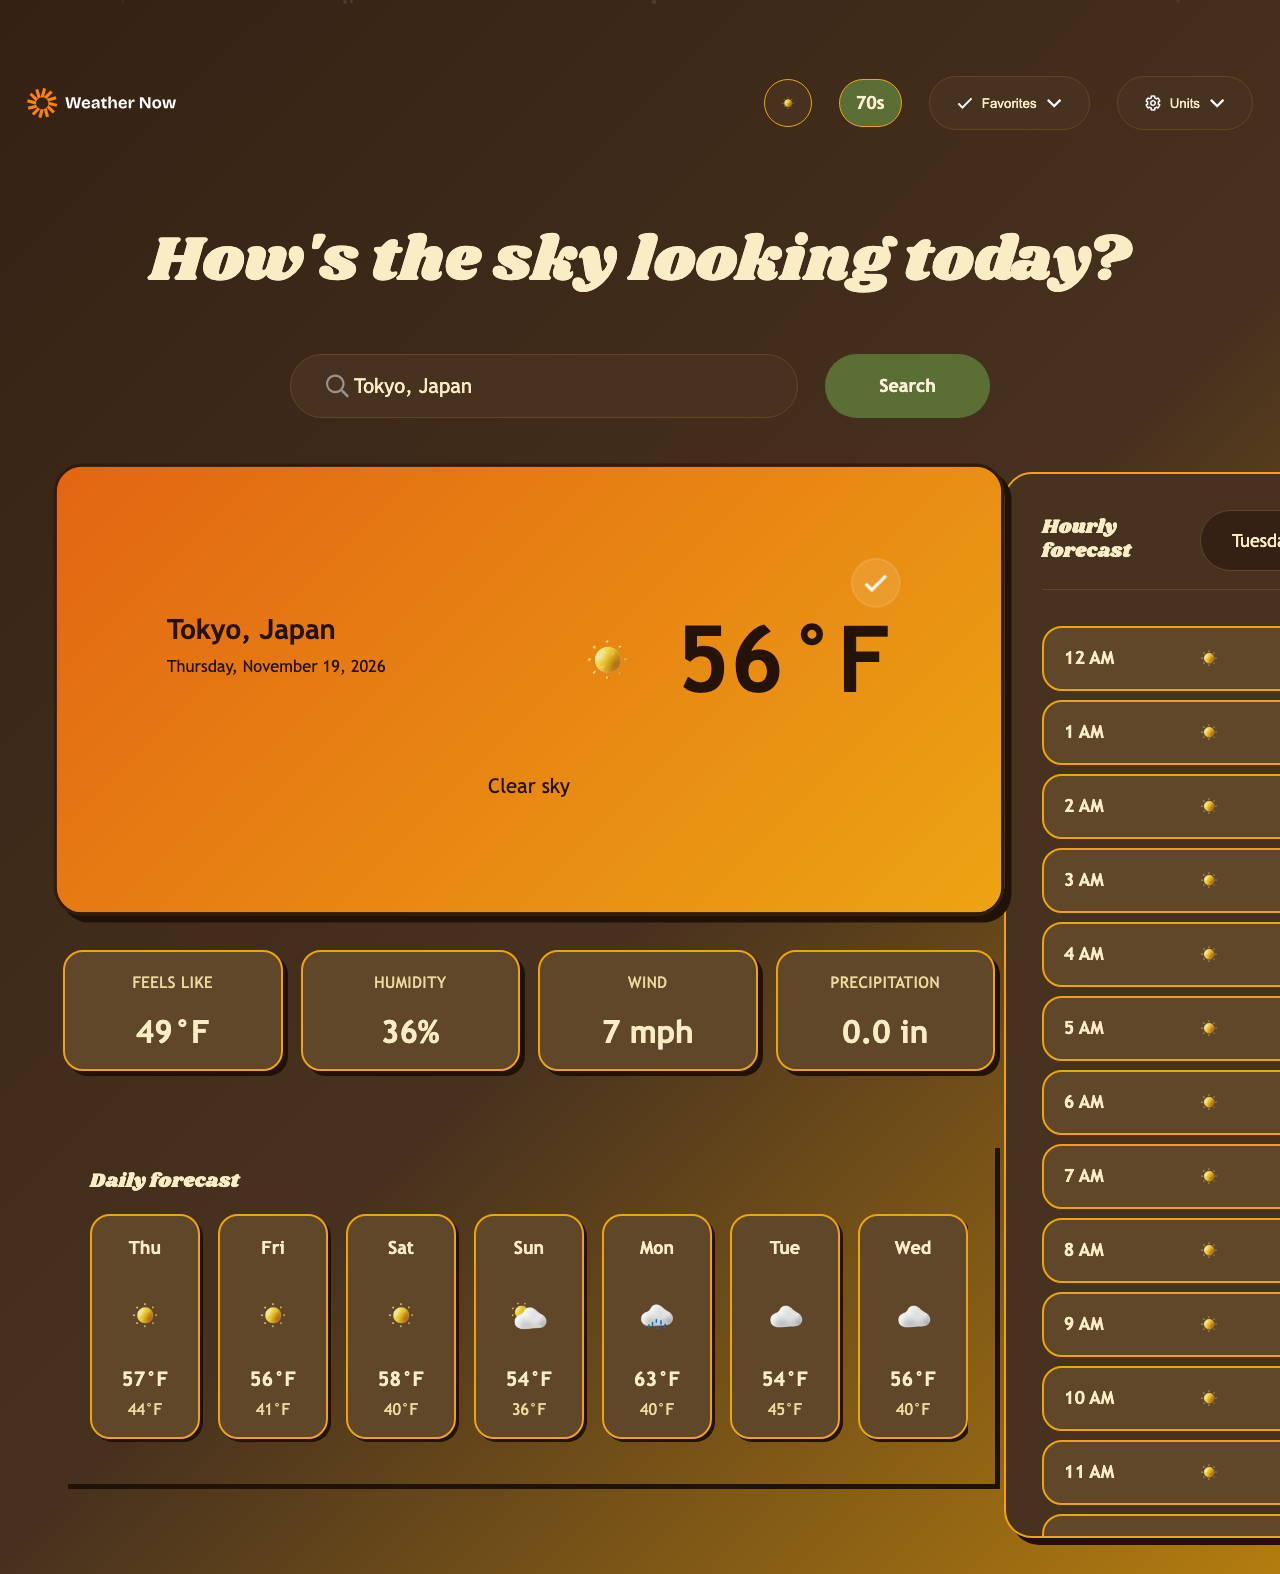 Weather Now
70s
Favorites
Units
How's the sky looking today?
Tokyo, Japan
Search
Tokyo, Japan
Thursday, November 19, 2026
56°F
Clear sky
FEELS LIKE
49°F
HUMIDITY
36%
WIND
7 mph
PRECIPITATION
0.0 in
Daily forecast
Thu
57°F
44°F
Fri
56°F
41°F
Sat
58°F
40°F
Sun
54°F
36°F
Mon
63°F
40°F
Tue
54°F
45°F
Wed
56°F
40°F
Hourly
forecast
12 AM
1 AM
2 AM
3 AM
4 AM
5 AM
6 AM
7 AM
8 AM
9 AM
10 AM
11 AM